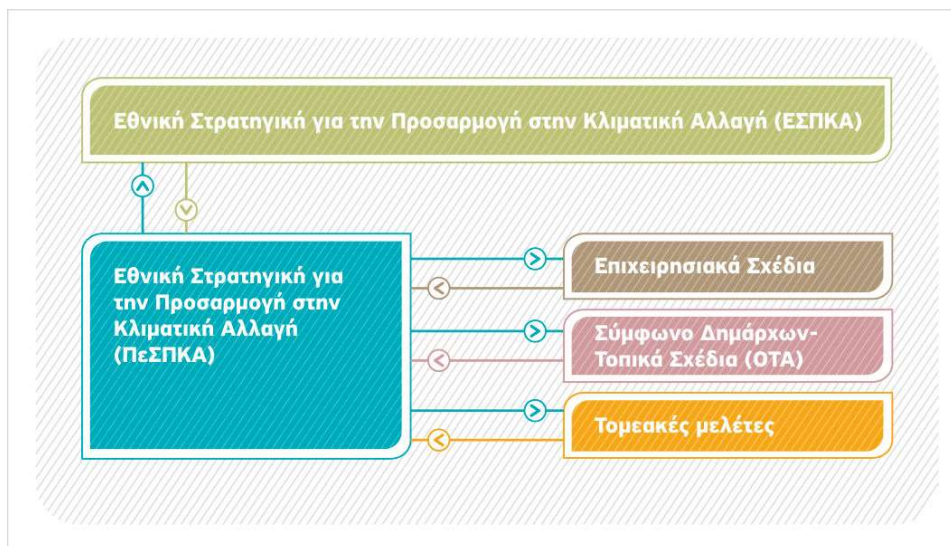 Εθνική Στρατηγική για την Προσαρμογή στην Κλιματική Αλλαγή (ΕΣΠΚΑ)
Εθνική Στρατηγική για
την Προσαρμογή στην
Κλιματική Αλλαγή
(ΠεΣΠΚΑ)
Επιχειρησιακά Σχέδια
Σύμφωνο Δημάρχων-
Τοπικά Σχέδια (ΟΤΑ)
Τομεακές μελέτες